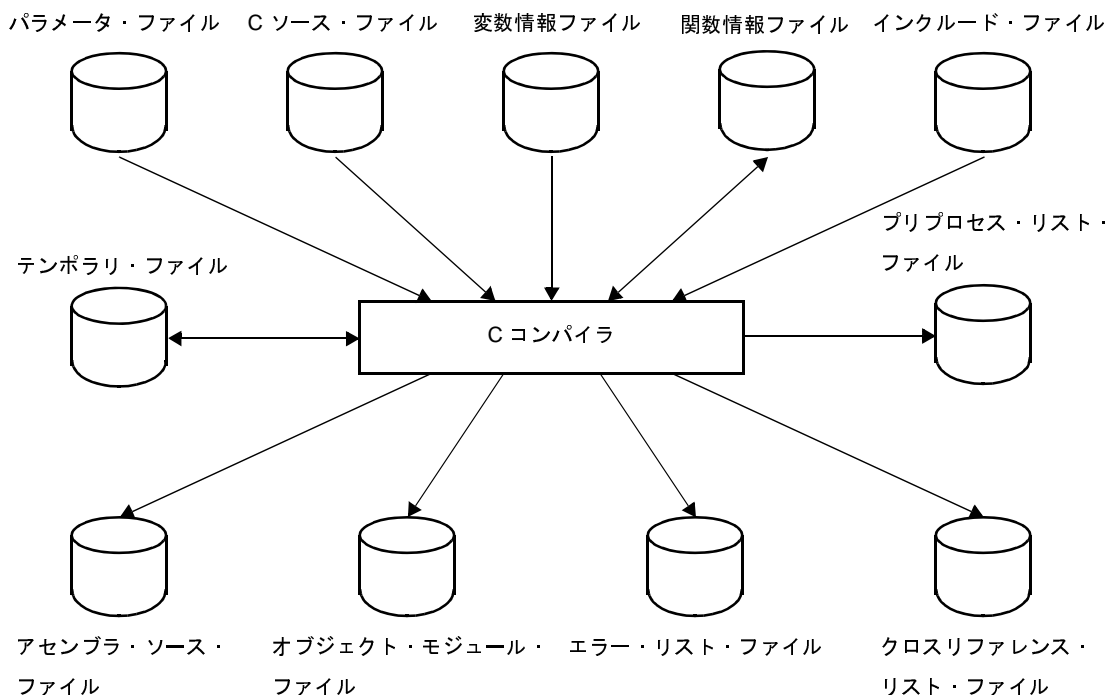 パラメータ・ファイル
C ソース・ファイル
変数情報ファイル
関数情報ファイル
インクルード・ファイル
プリプロセス・リスト・
ファイル
テンポラリ・ファイル
C コンパイラ
アセンブラ・ソース・
ファイル
オブジェクト・モジュール・
ファイル
エラー・リスト・ファイル
クロスリファレンス・
リスト・ファイル